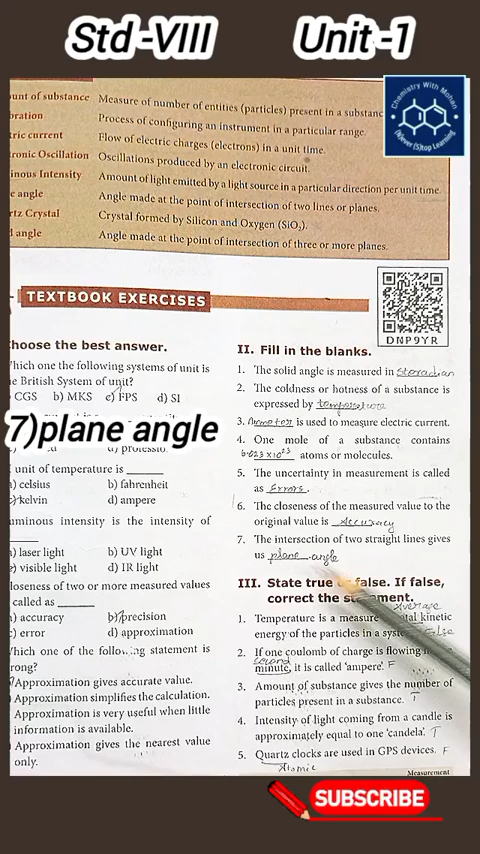 Std-VIII Unit-1
Chemistry With Mohan
(N)ever (S)top Learning
unt of substance Measure of number of entities (particles) present in a substanc
bration Process of configuring an instrument in a particular range.
ric current Flow of electric charges (electrons) in a unit time.
ronic Oscillation Oscillations produced by an electronic circuit.
inous Intensity Amount of light emitted by a light source in a particular direction per unit time.
e angle Angle made at the point of intersection of two lines or planes.
rtz Crystal Crystal formed by Silicon and Oxygen (SiO₂).
d angle Angle made at the point of intersection of three or more planes.
TEXTBOOK EXERCISES
DNP9YR
hoose the best answer.
hich one the following systems of unit is
e British System of unit?
CGS b) MKS c) FPS d) SI
7)plane angle
unit of temperature is ______
) celsius b) fahrenheit
c) kelvin d) ampere
uminous intensity is the intensity of
______
) laser light b) UV light
) visible light d) IR light
loseness of two or more measured values
called as ______
) accuracy b) precision
) error d) approximation
Which one of the following statement is
rong?
Approximation gives accurate value.
Approximation simplifies the calculation.
Approximation is very useful when little
information is available.
Approximation gives the nearest value
only.
II. Fill in the blanks.
1. The solid angle is measured in steradian
2. The coldness or hotness of a substance is
expressed by temperature
3. Ammeter is used to measure electric current.
4. One mole of a substance contains
6.023 x 10²³ atoms or molecules.
5. The uncertainty in measurement is called
as Errors.
6. The closeness of the measured value to the
original value is Accuracy
7. The intersection of two straight lines gives
us plane angle
III. State true or false. If false,
correct the statement.
Average
1. Temperature is a measure total kinetic
energy of the particles in a system. False
2. If one coulomb of charge is flowing
second
minute, it is called 'ampere'. F
3. Amount of substance gives the number of
particles present in a substance. T
4. Intensity of light coming from a candle is
approximately equal to one 'candela'. T
5. Quartz clocks are used in GPS devices. F
Atomic
Measurement
SUBSCRIBE